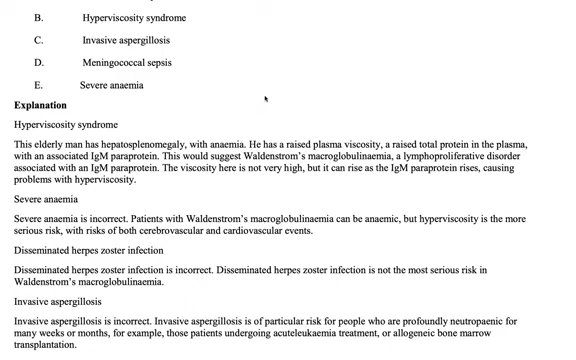 B. Hyperviscosity syndrome
C. Invasive aspergillosis
D. Meningococcal sepsis
E. Severe anaemia
Explanation
Hyperviscosity syndrome
This elderly man has hepatosplenomegaly, with anaemia. He has a raised plasma viscosity, a raised total protein in the plasma,
with an associated IgM paraprotein. This would suggest Waldenstrom's macroglobulinaemia, a lymphoproliferative disorder
associated with an IgM paraprotein. The viscosity here is not very high, but it can rise as the IgM paraprotein rises, causing
problems with hyperviscosity.
Severe anaemia
Severe anaemia is incorrect. Patients with Waldenstrom's macroglobulinaemia can be anaemic, but hyperviscosity is the more
serious risk, with risks of both cerebrovascular and cardiovascular events.
Disseminated herpes zoster infection
Disseminated herpes zoster infection is incorrect. Disseminated herpes zoster infection is not the most serious risk in
Waldenstrom's macroglobulinaemia.
Invasive aspergillosis
Invasive aspergillosis is incorrect. Invasive aspergillosis is of particular risk for people who are profoundly neutropaenic for
many weeks or months, for example, those patients undergoing acuteleukaemia treatment, or allogeneic bone marrow
transplantation.